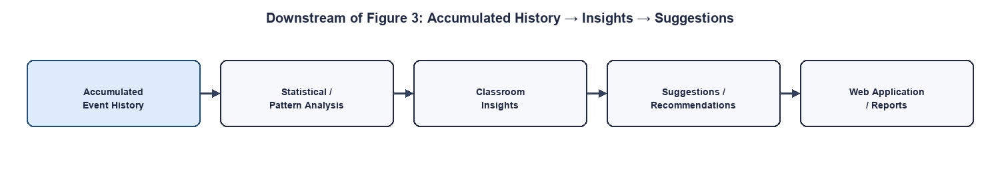 Downstream of Figure 3: Accumulated History → Insights → Suggestions
Accumulated
Event History
Statistical /
Pattern Analysis
Classroom
Insights
Suggestions /
Recommendations
Web Application
/ Reports